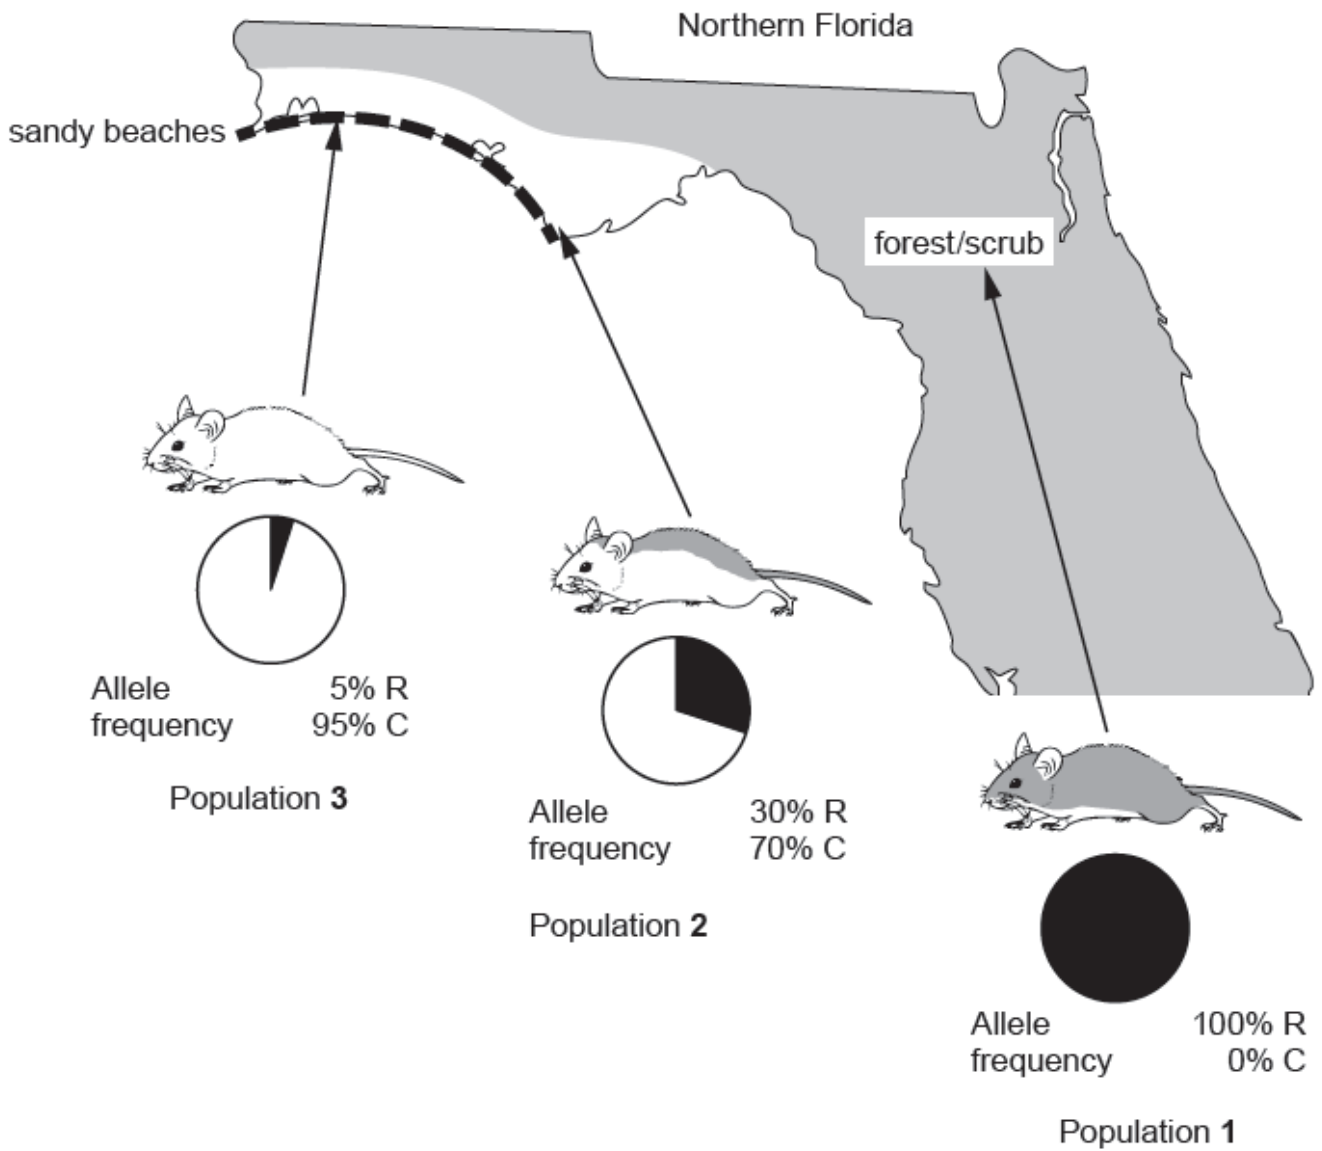 Northern Florida
sandy beaches
forest/scrub
Allele 5% R
frequency 95% C
Population 3
Allele 30% R
frequency 70% C
Population 2
Allele 100% R
frequency 0% C
Population 1